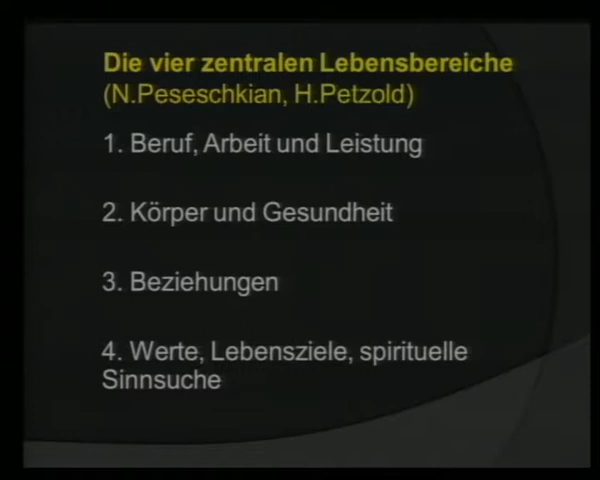 Die vier zentralen Lebensbereiche
(N.Peseschkian, H.Petzold)
1. Beruf, Arbeit und Leistung
2. Körper und Gesundheit
3. Beziehungen
4. Werte, Lebensziele, spirituelle
Sinnsuche